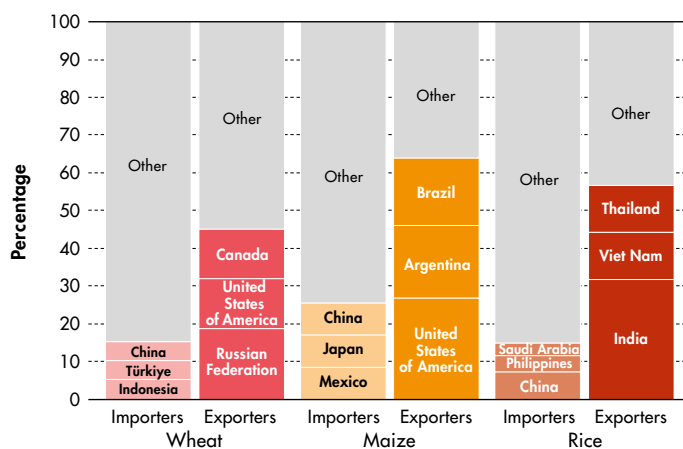 Percentage
100
90
80
70
60
50
40
30
20
10
0
Other
China
Türkiye
Indonesia
Other
Canada
United
States
of America
Russian
Federation
Other
China
Japan
Mexico
Other
Brazil
Argentina
United
States
of America
Other
Saudi Arabia
Philippines
China
Other
Thailand
Viet Nam
India
Importers Exporters Importers Exporters Importers Exporters
Wheat Maize Rice